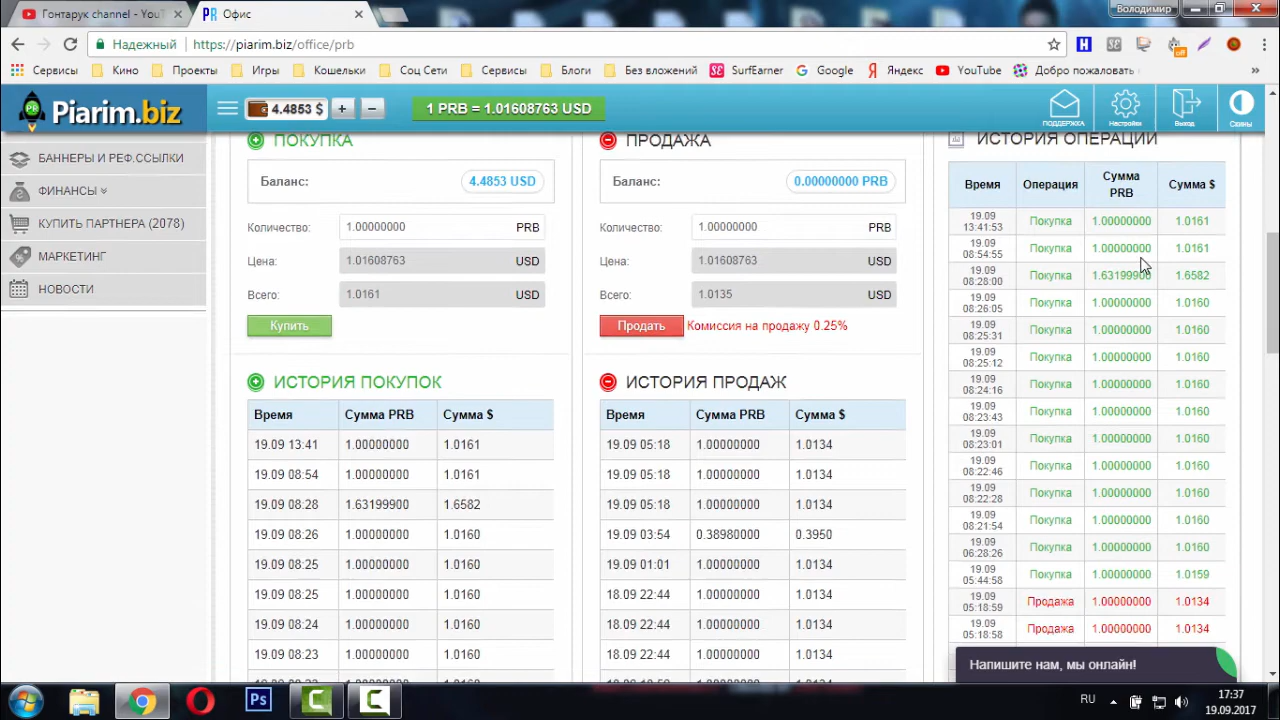 Гонтарук channel - YouT
Офис
Володимир
Надежный
https://piarim.biz/office/prb
Сервисы
Кино
Проекты
Игры
Кошельки
Соц Сети
Сервисы
Блоги
Без вложений
SurfEarner
Google
Яндекс
YouTube
Добро пожаловать
Piarim.biz
4.4853 $
1 PRB = 1.01608763 USD
ПОДДЕРЖКА
Настройки
Выход
Скины
БАННЕРЫ И РЕФ.ССЫЛКИ
ФИНАНСЫ
КУПИТЬ ПАРТНЕРА (2078)
МАРКЕТИНГ
НОВОСТИ
ПОКУПКА
Баланс: 4.4853 USD
Количество: 1.00000000 PRB
Цена: 1.01608763 USD
Всего: 1.0161 USD
Купить
ПРОДАЖА
Баланс: 0.00000000 PRB
Количество: 1.00000000 PRB
Цена: 1.01608763 USD
Всего: 1.0135 USD
Продать Комиссия на продажу 0.25%
ИСТОРИЯ ПОКУПОК
Время Сумма PRB Сумма $
19.09 13:41 1.00000000 1.0161
19.09 08:54 1.00000000 1.0161
19.09 08:28 1.63199900 1.6582
19.09 08:26 1.00000000 1.0160
19.09 08:25 1.00000000 1.0160
19.09 08:25 1.00000000 1.0160
19.09 08:24 1.00000000 1.0160
19.09 08:23 1.00000000 1.0160
ИСТОРИЯ ПРОДАЖ
Время Сумма PRB Сумма $
19.09 05:18 1.00000000 1.0134
19.09 05:18 1.00000000 1.0134
19.09 05:18 1.00000000 1.0134
19.09 03:54 0.38980000 0.3950
19.09 01:01 1.00000000 1.0134
18.09 22:44 1.00000000 1.0134
18.09 22:44 1.00000000 1.0134
18.09 22:44 1.00000000 1.0134
ИСТОРИЯ ОПЕРАЦИИ
Время Операция Сумма PRB Сумма $
19.09 13:41:53 Покупка 1.00000000 1.0161
19.09 08:54:55 Покупка 1.00000000 1.0161
19.09 08:28:00 Покупка 1.63199900 1.6582
19.09 08:26:05 Покупка 1.00000000 1.0160
19.09 08:25:31 Покупка 1.00000000 1.0160
19.09 08:25:12 Покупка 1.00000000 1.0160
19.09 08:24:16 Покупка 1.00000000 1.0160
19.09 08:23:43 Покупка 1.00000000 1.0160
19.09 08:23:01 Покупка 1.00000000 1.0160
19.09 08:22:46 Покупка 1.00000000 1.0160
19.09 08:22:28 Покупка 1.00000000 1.0160
19.09 08:21:54 Покупка 1.00000000 1.0160
19.09 06:28:26 Покупка 1.00000000 1.0160
19.09 05:44:58 Покупка 1.00000000 1.0159
19.09 05:18:59 Продажа 1.00000000 1.0134
19.09 05:18:58 Продажа 1.00000000 1.0134
Напишите нам, мы онлайн!
Ps
RU
17:37
19.09.2017